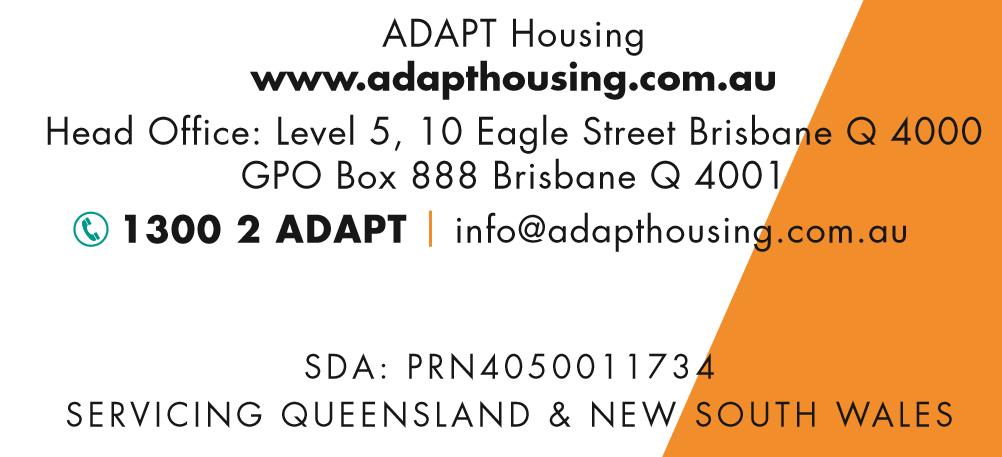 ADAPT Housing
www.adapthousing.com.au
Head Office: Level 5, 10 Eagle Street Brisbane Q 4000
GPO Box 888 Brisbane Q 4001
1300 2 ADAPT | info@adapthousing.com.au
SDA: PRN4050011734
SERVICING QUEENSLAND & NEW SOUTH WALES